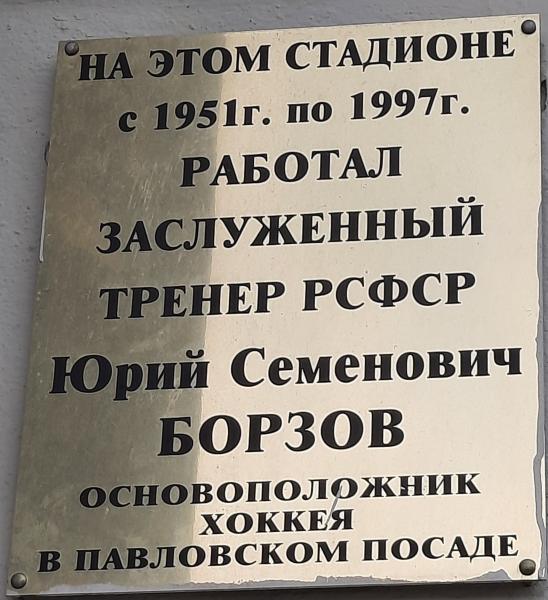 НА ЭТОМ СТАДИОНЕ
с 1951г. по 1997г.
РАБОТАЛ
ЗАСЛУЖЕННЫЙ
ТРЕНЕР РСФСР
Юрий Семенович
БОРЗОВ
ОСНОВОПОЛОЖНИК
ХОККЕЯ
В ПАВЛОВСКОМ ПОСАДЕ